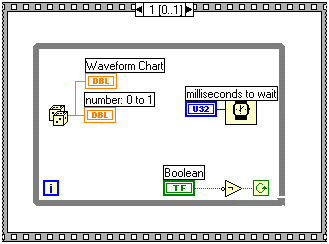 1 [0..1]
Waveform Chart
DBL
number: 0 to 1
DBL
milliseconds to wait
U32
i
Boolean
TF